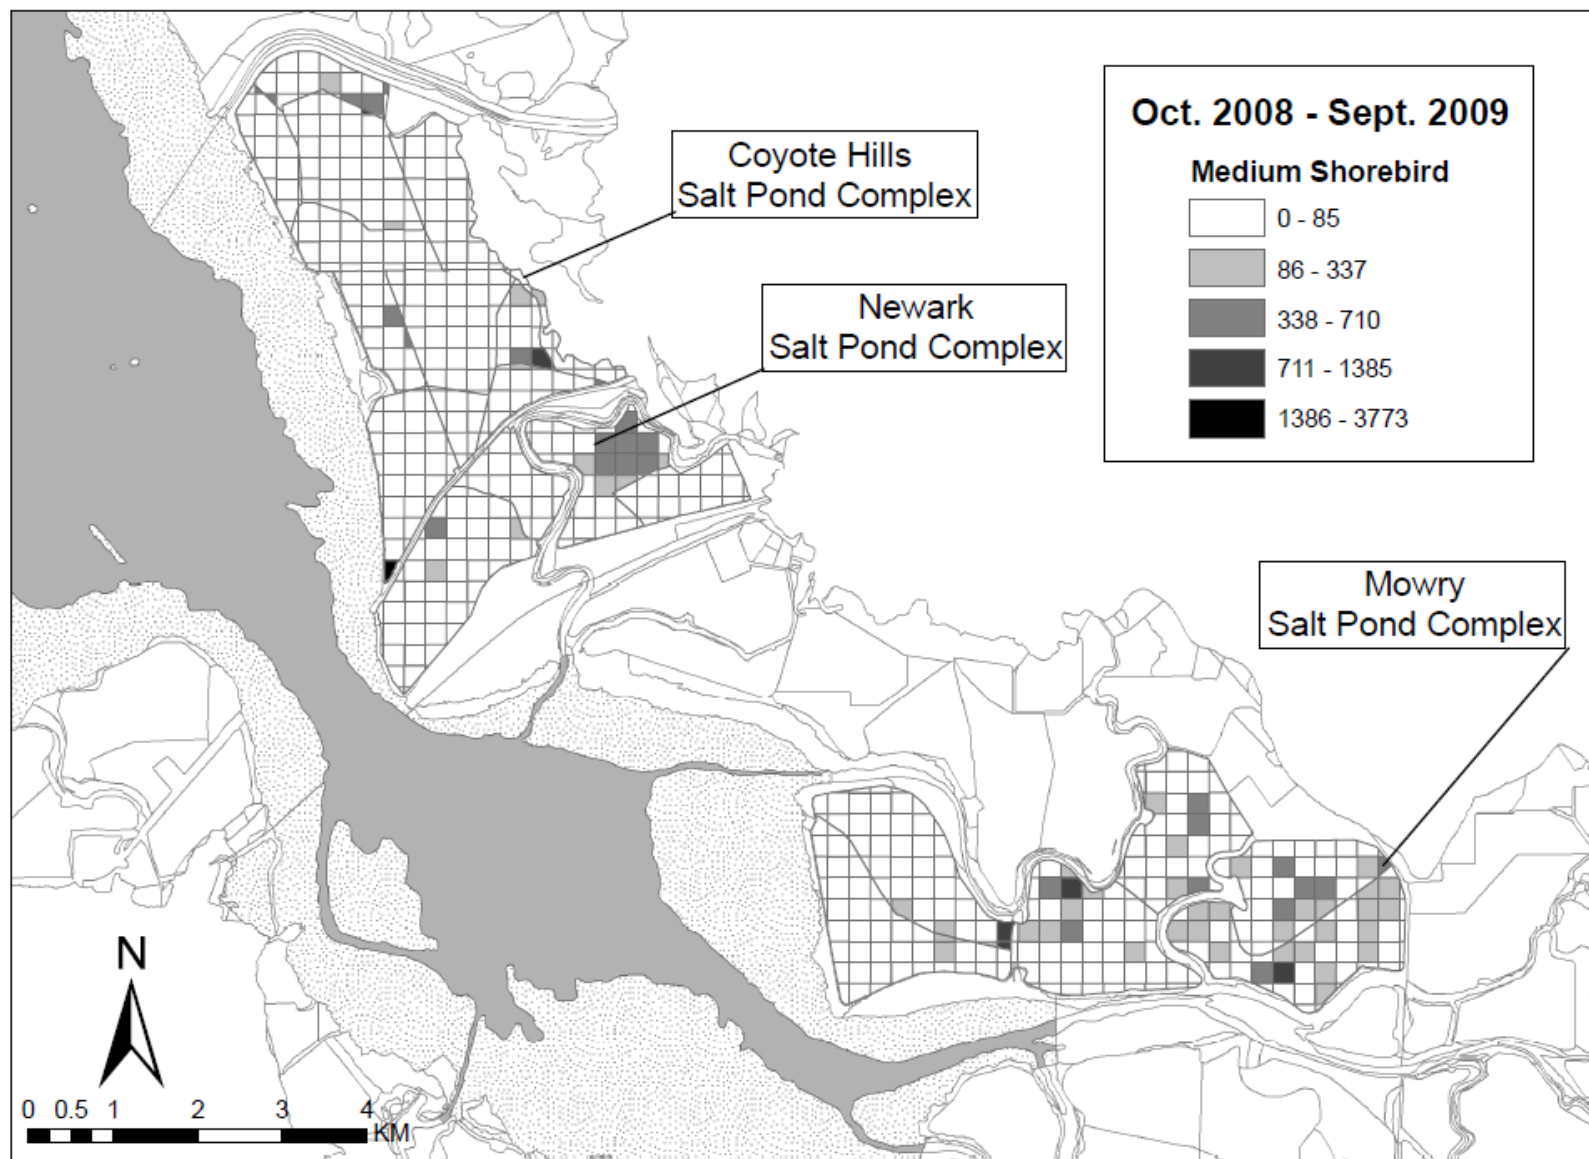 Oct. 2008 - Sept. 2009
Medium Shorebird
0 - 85
86 - 337
338 - 710
711 - 1385
1386 - 3773
Coyote Hills
Salt Pond Complex
Newark
Salt Pond Complex
Mowry
Salt Pond Complex
N
0 0.5 1 2 3 4
KM